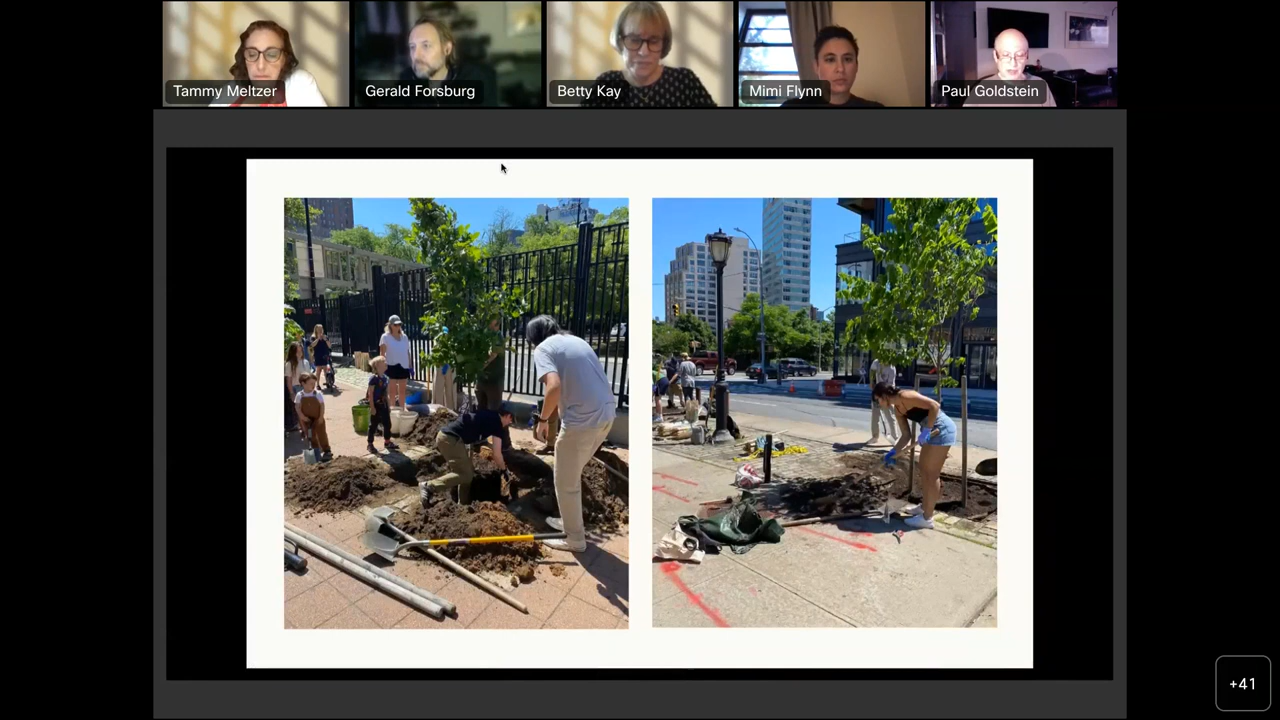 Tammy Meltzer
Gerald Forsburg
Betty Kay
Mimi Flynn
Paul Goldstein
+41